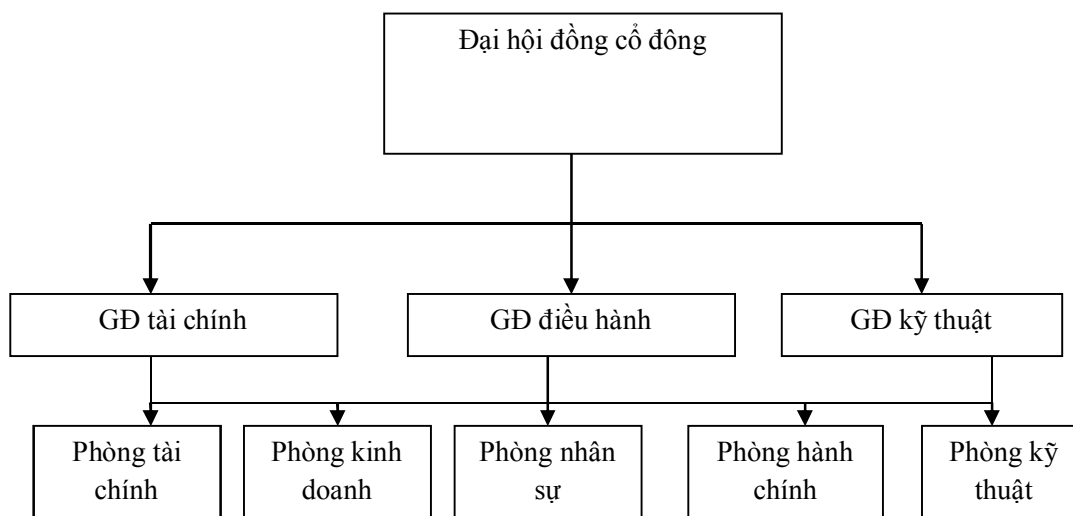 Đại hội đồng cổ đông
GĐ tài chính
GĐ điều hành
GĐ kỹ thuật
Phòng tài
chính
Phòng kinh
doanh
Phòng nhân
sự
Phòng hành
chính
Phòng kỹ
thuật